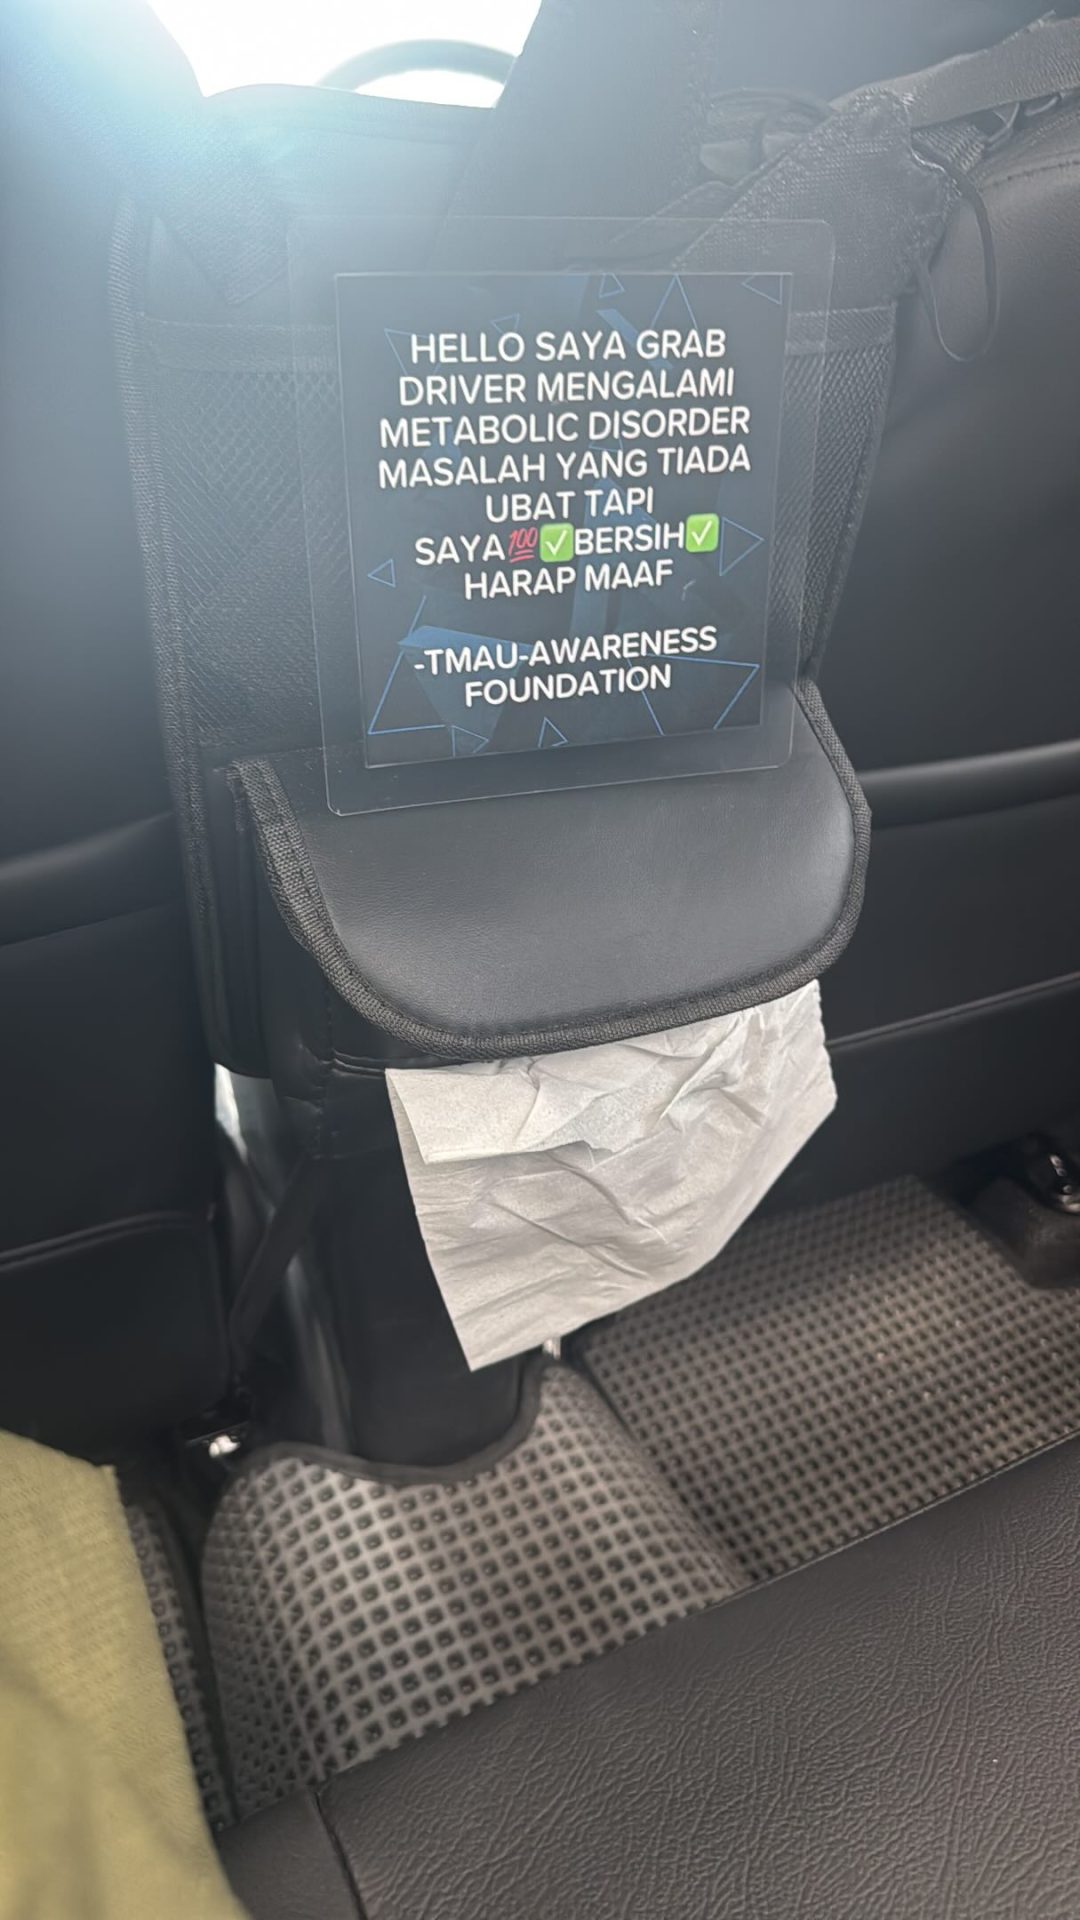 HELLO SAYA GRAB
DRIVER MENGALAMI
METABOLIC DISORDER
MASALAH YANG TIADA
UBAT TAPI
SAYA💯✅BERSIH✅
HARAP MAAF
-TMAU-AWARENESS
FOUNDATION